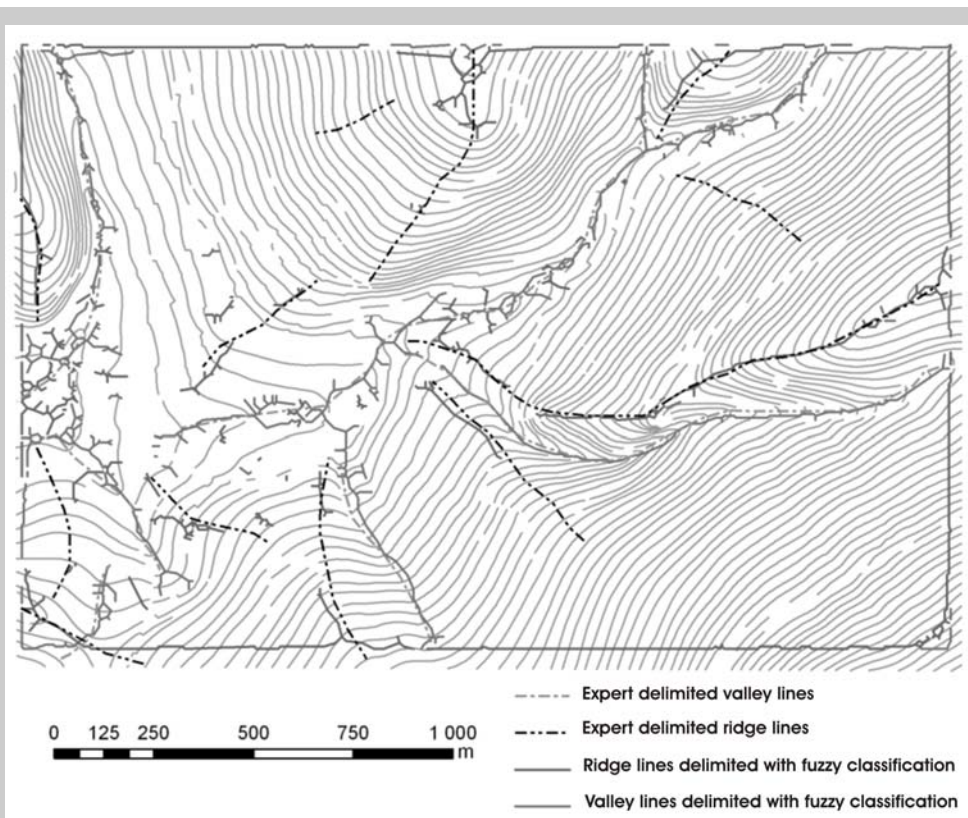 Expert delimited valley lines
Expert delimited ridge lines
Ridge lines delimited with fuzzy classification
Valley lines delimited with fuzzy classification
0 125 250 500 750 1 000
m